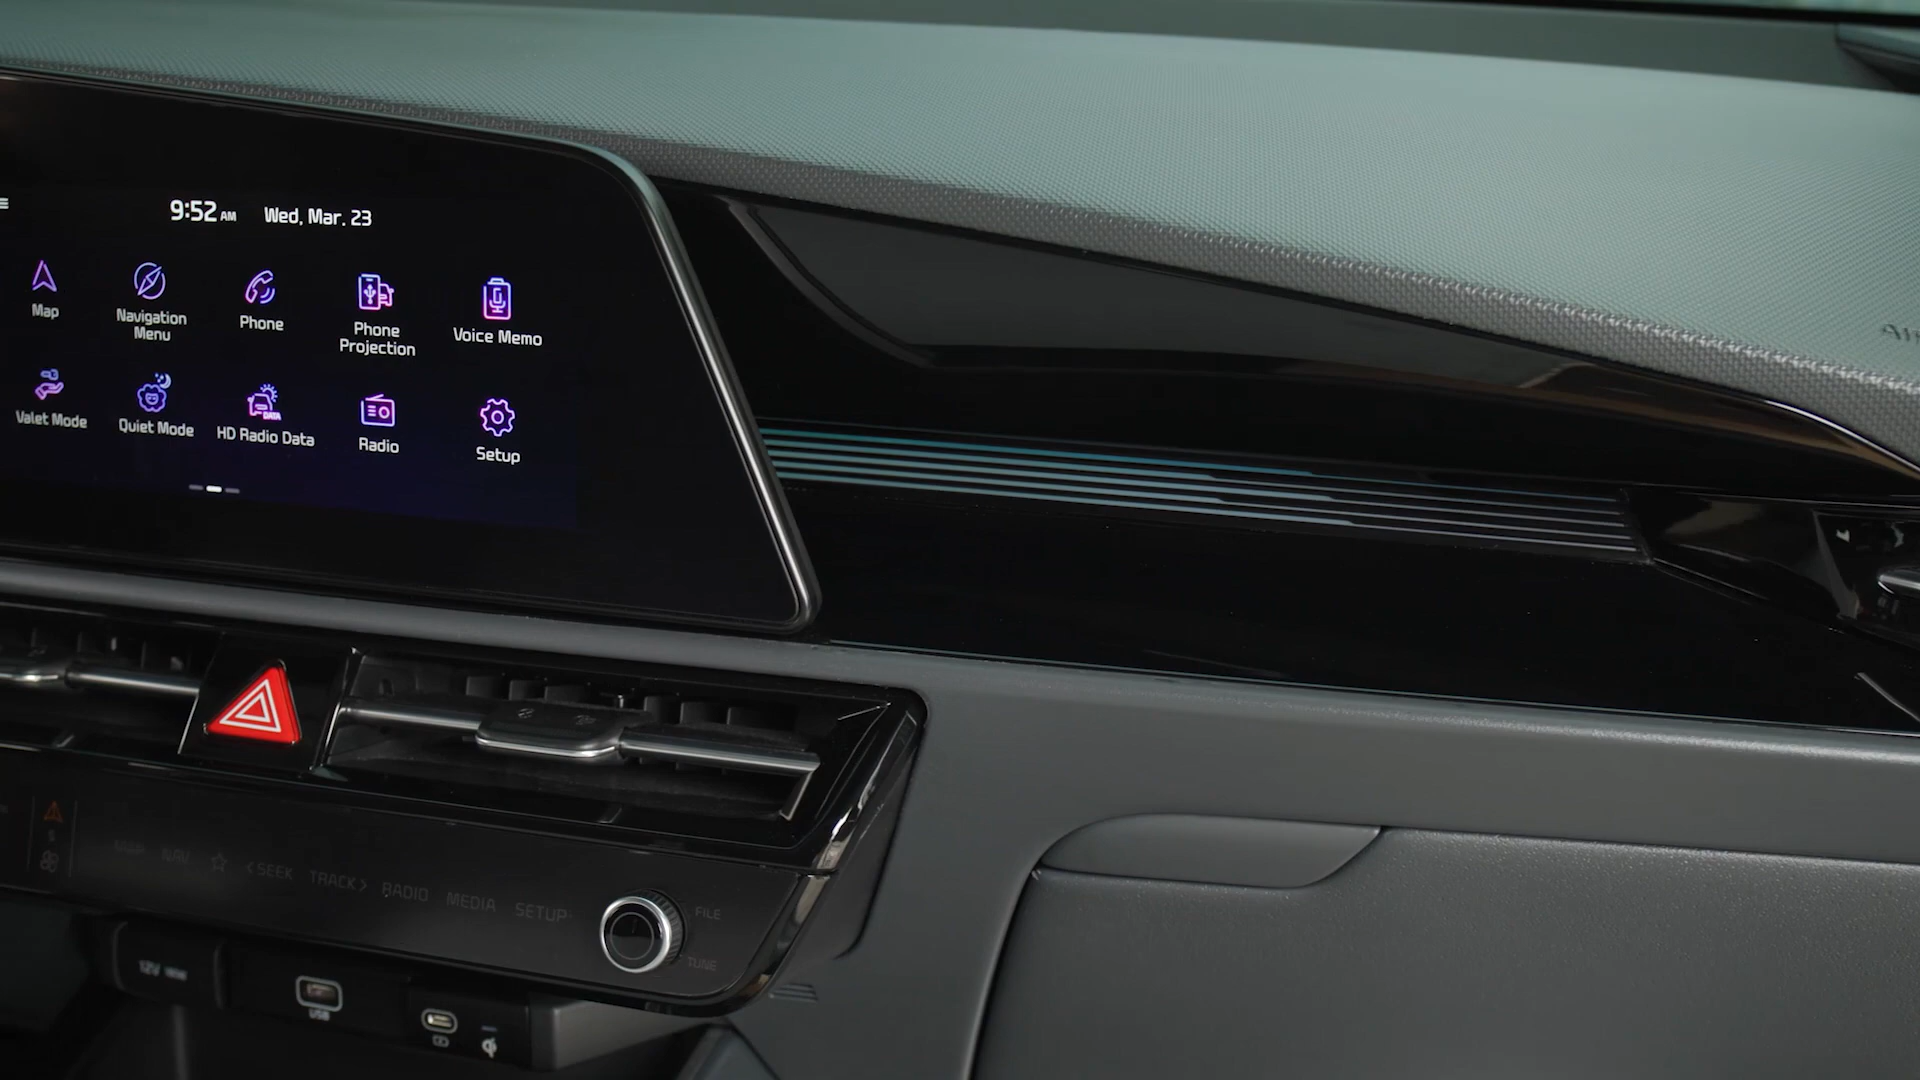 9:52 AM Wed, Mar. 23
Map
Navigation
Menu
Phone
Phone
Projection
Voice Memo
Valet Mode
Quiet Mode
DATA
HD Radio Data
Radio
Setup
< SEEK TRACK > RADIO MEDIA SETUP
FILE
TUNE
12V
USB